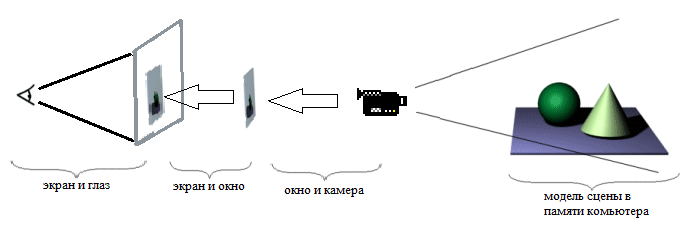 экран и глаз
экран и окно
окно и камера
модель сцены в
памяти комьютера